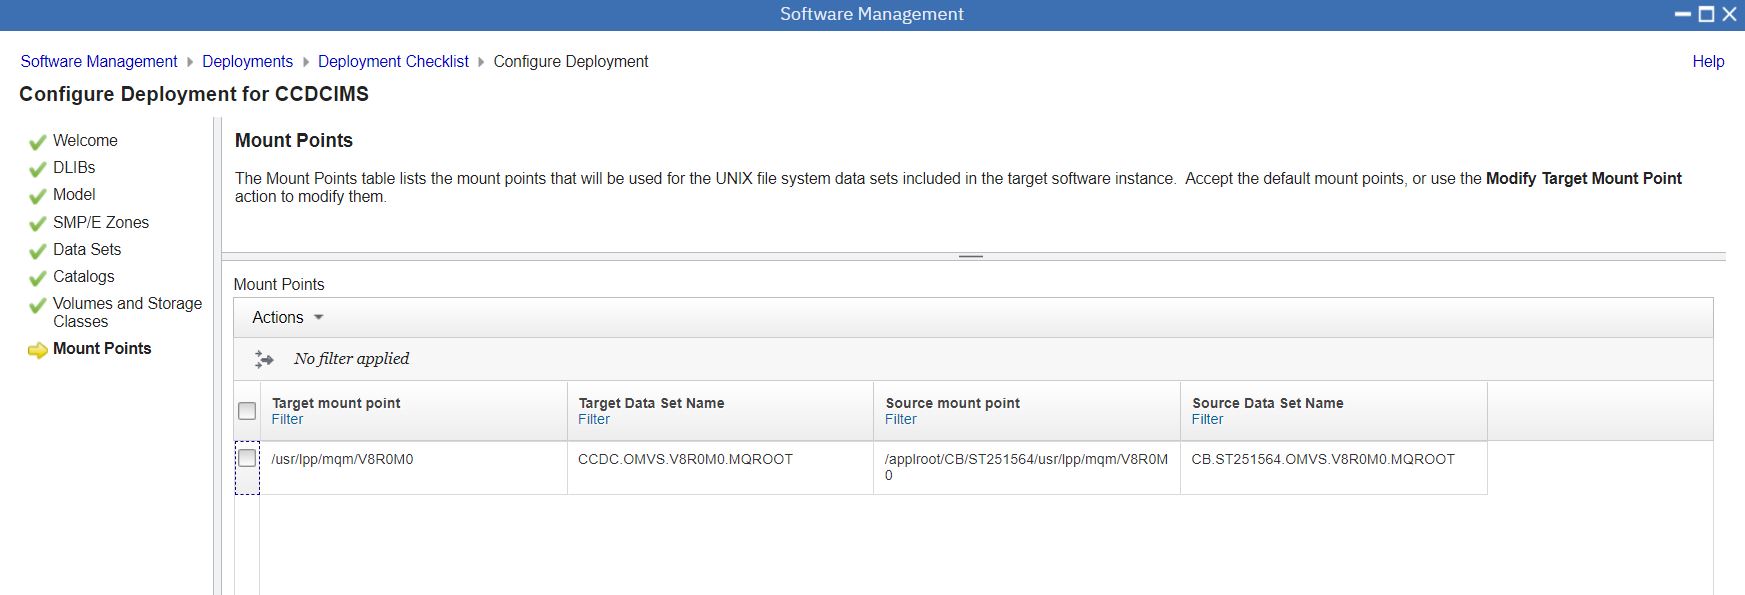 Software Management
Software Management Deployments Deployment Checklist Configure Deployment Help
Configure Deployment for CCDCIMS
Welcome
DLIBs
Model
SMP/E Zones
Data Sets
Catalogs
Volumes and Storage
Classes
Mount Points
Mount Points
The Mount Points table lists the mount points that will be used for the UNIX file system data sets included in the target software instance. Accept the default mount points, or use the Modify Target Mount Point
action to modify them.
Mount Points
Actions
No filter applied
Target mount point Target Data Set Name Source mount point Source Data Set Name
Filter Filter Filter Filter
/usr/lpp/mqm/V8R0M0 CCDC.OMVS.V8R0M0.MQROOT /applroot/CB/ST251564/usr/lpp/mqm/V8R0M CB.ST251564.OMVS.V8R0M0.MQROOT
0